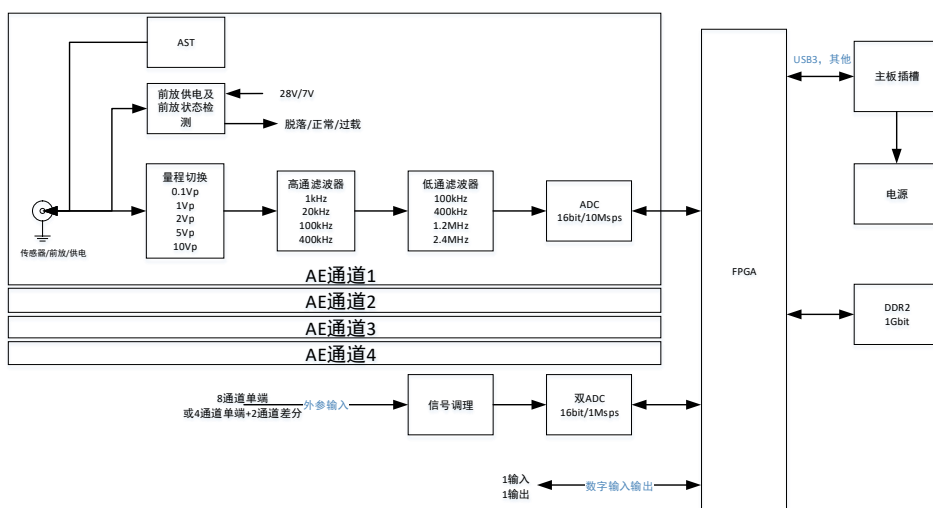 AST
前放供电及
前放状态检
测
28V/7V
脱落/正常/过载
量程切换
0.1Vp
1Vp
2Vp
5Vp
10Vp
高通滤波器
1kHz
20kHz
100kHz
400kHz
低通滤波器
100kHz
400kHz
1.2MHz
2.4MHz
ADC
16bit/10Msps
传感器/前放/供电
AE通道1
AE通道2
AE通道3
AE通道4
8通道单端
或4通道单端+2通道差分
外参输入
信号调理
双ADC
16bit/1Msps
1输入
1输出
数字输入输出
FPGA
USB3，其他
主板插槽
电源
DDR2
1Gbit